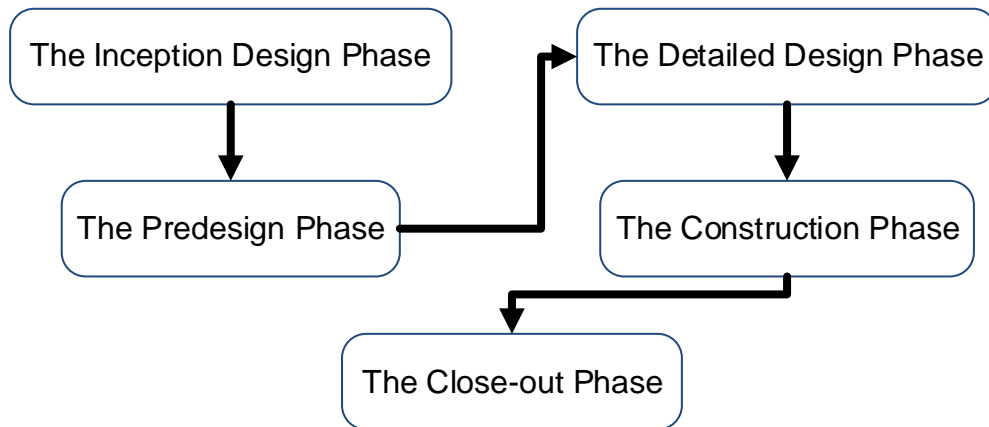 The Inception Design Phase
The Predesign Phase
The Detailed Design Phase
The Construction Phase
The Close-out Phase